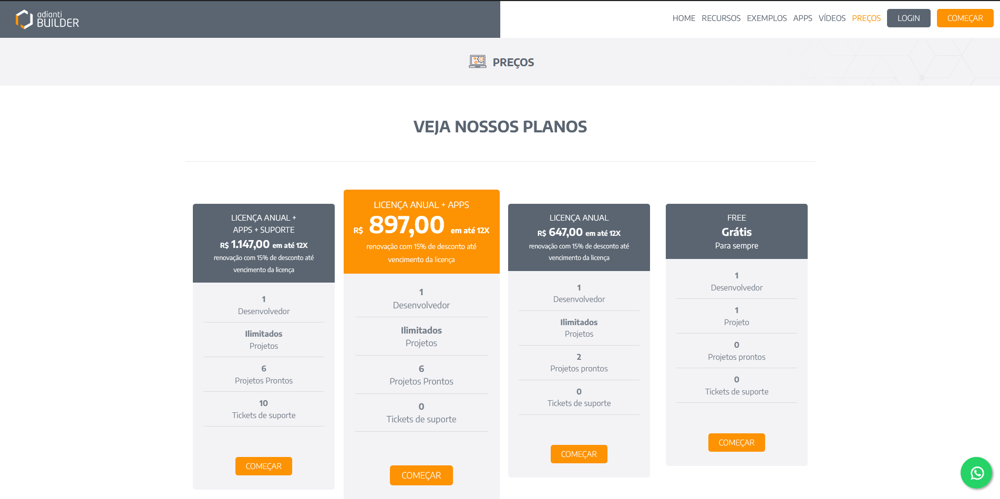 adianti
BUILDER
HOME RECURSOS EXEMPLOS APPS VÍDEOS PREÇOS LOGIN COMEÇAR
PREÇOS
VEJA NOSSOS PLANOS
LICENÇA ANUAL +
APPS + SUPORTE
R$ 1.147,00 em até 12X
renovação com 15% de desconto até
vencimento da licença
1
Desenvolvedor
Ilimitados
Projetos
6
Projetos Prontos
10
Tickets de suporte
COMEÇAR
LICENÇA ANUAL + APPS
R$ 897,00 em até 12X
renovação com 15% de desconto até
vencimento da licença
1
Desenvolvedor
Ilimitados
Projetos
6
Projetos Prontos
0
Tickets de suporte
COMEÇAR
LICENÇA ANUAL
R$ 647,00 em até 12X
renovação com 15% de desconto até
vencimento da licença
1
Desenvolvedor
Ilimitados
Projetos
2
Projetos prontos
0
Tickets de suporte
COMEÇAR
FREE
Grátis
Para sempre
1
Desenvolvedor
1
Projeto
0
Projetos prontos
0
Tickets de suporte
COMEÇAR